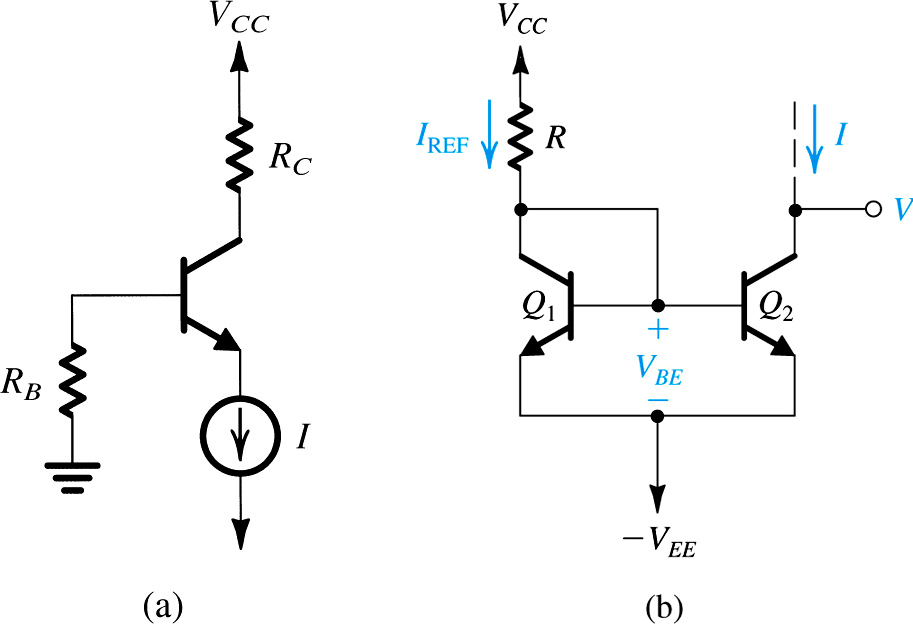 V_CC
R_C
R_B
I
(a)
V_CC
I_REF
R
I
V
Q_1
Q_2
+
V_BE
−
−V_EE
(b)